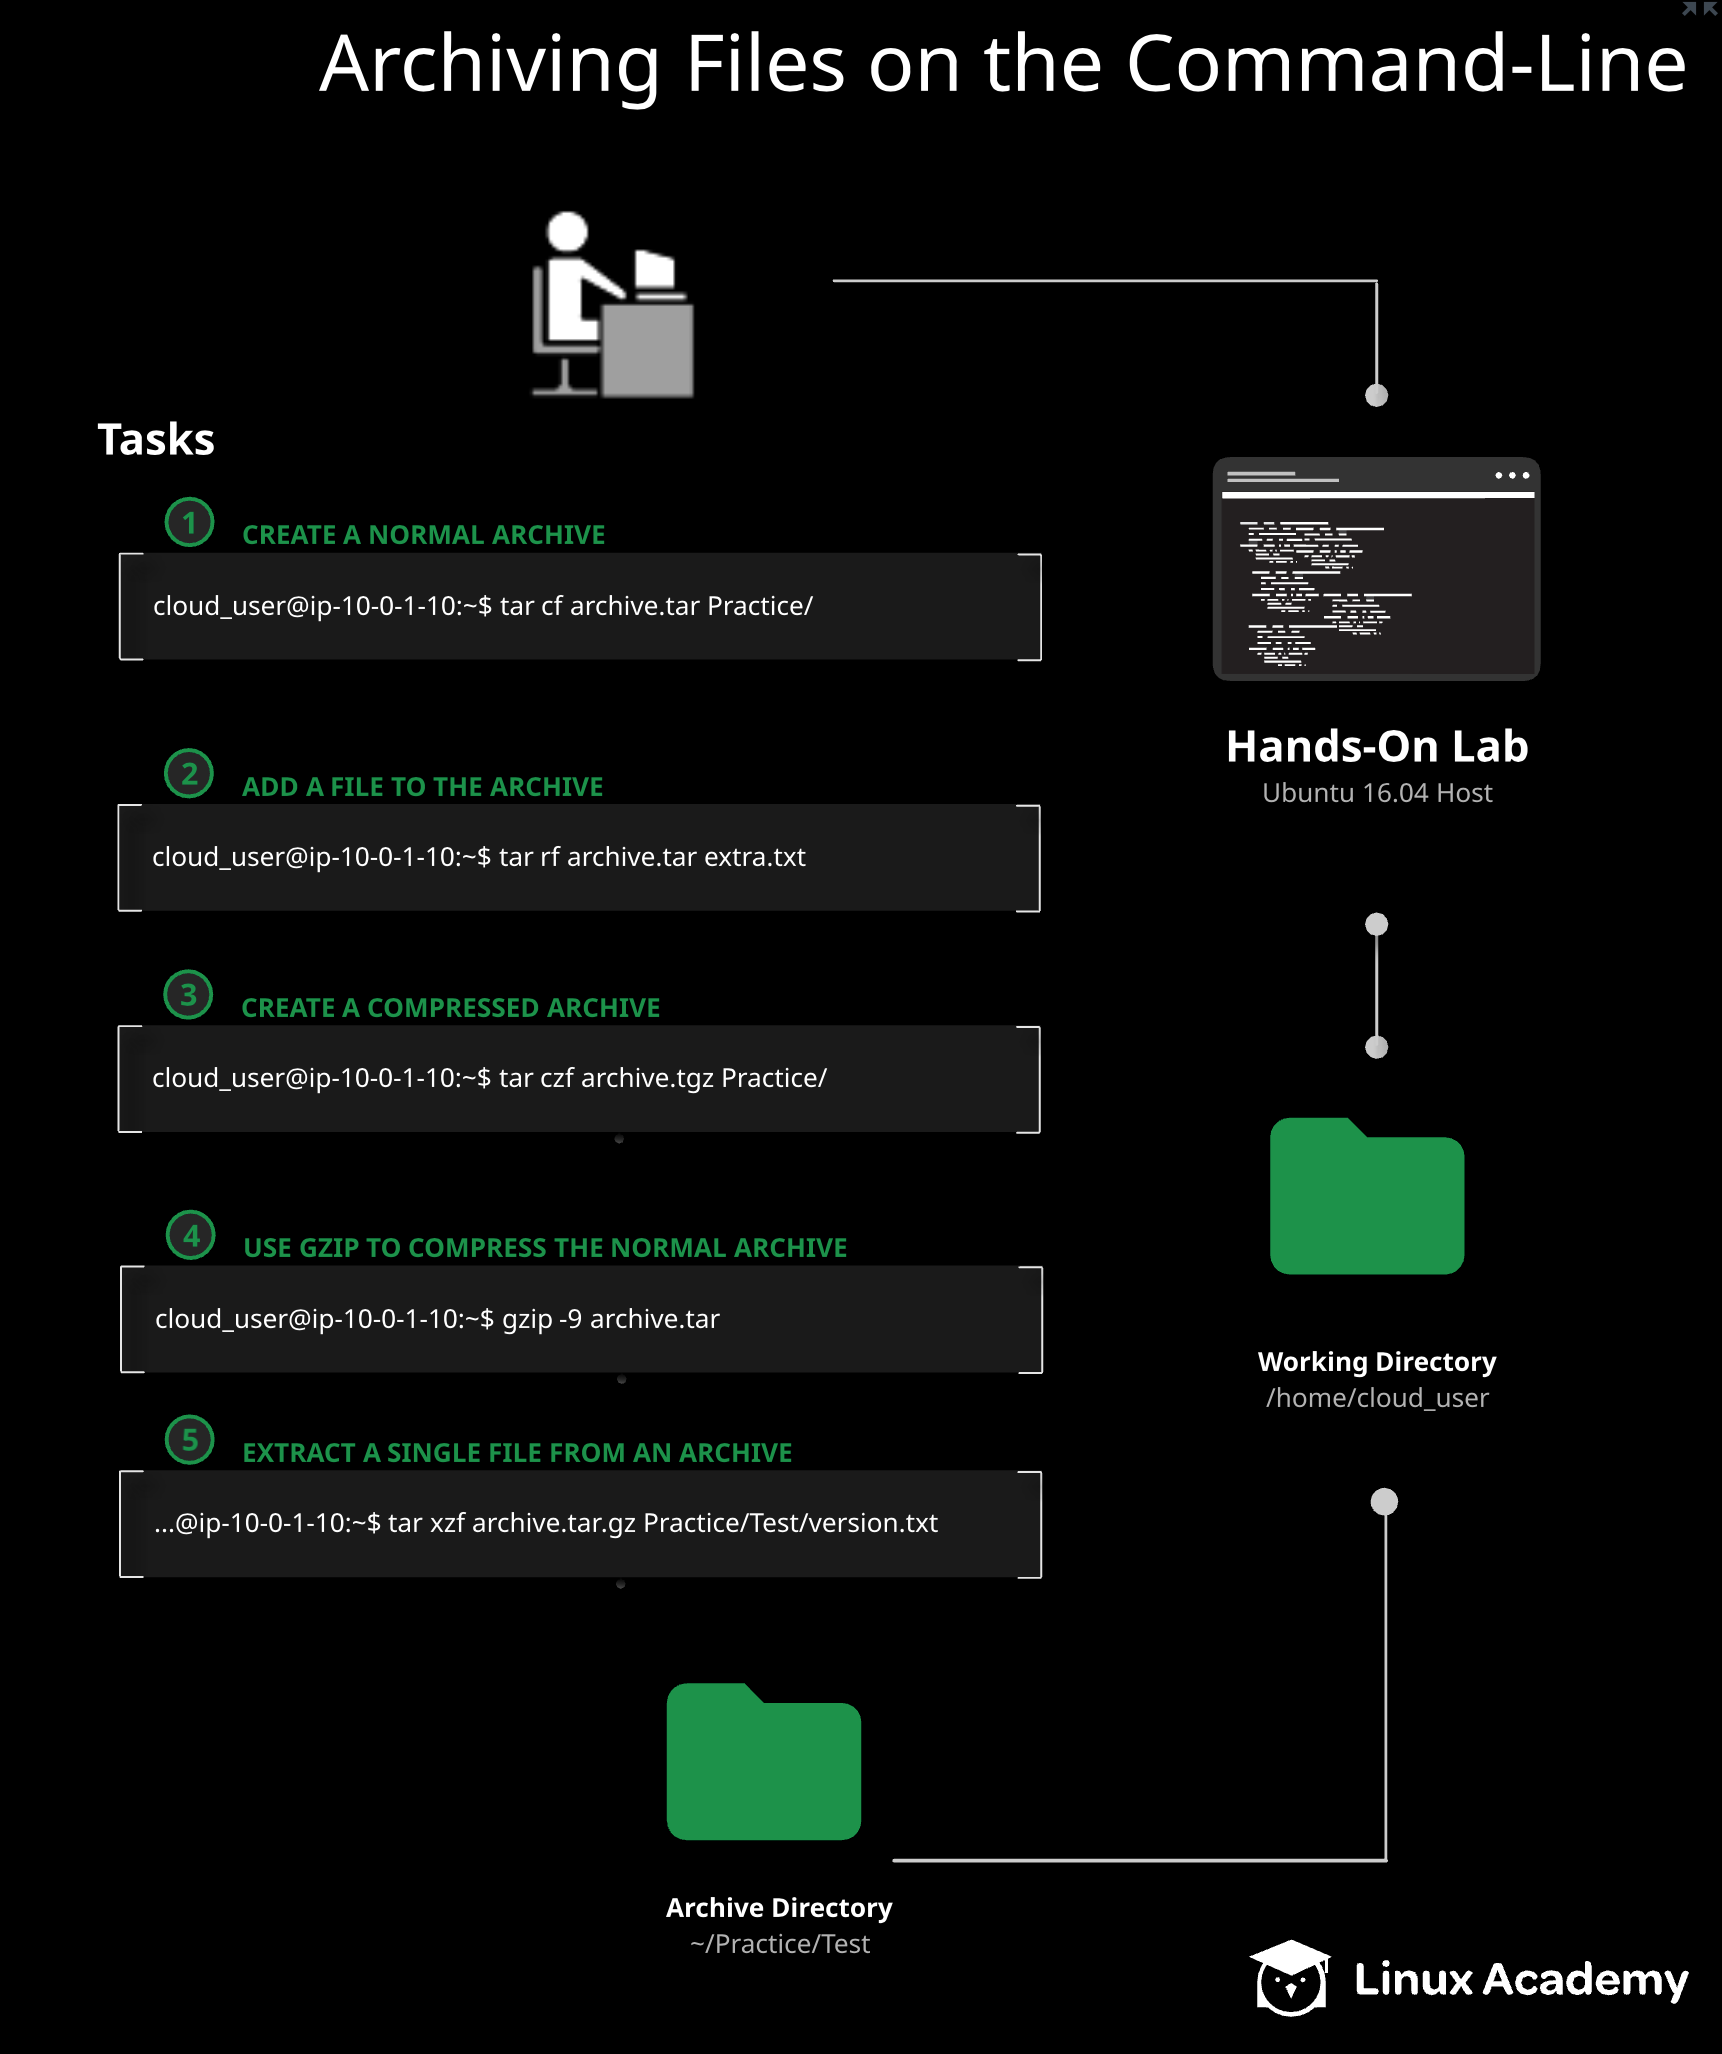 Archiving Files on the Command-Line
Tasks
1
CREATE A NORMAL ARCHIVE
cloud_user@ip-10-0-1-10:~$ tar cf archive.tar Practice/
2
ADD A FILE TO THE ARCHIVE
cloud_user@ip-10-0-1-10:~$ tar rf archive.tar extra.txt
3
CREATE A COMPRESSED ARCHIVE
cloud_user@ip-10-0-1-10:~$ tar czf archive.tgz Practice/
4
USE GZIP TO COMPRESS THE NORMAL ARCHIVE
cloud_user@ip-10-0-1-10:~$ gzip -9 archive.tar
5
EXTRACT A SINGLE FILE FROM AN ARCHIVE
...@ip-10-0-1-10:~$ tar xzf archive.tar.gz Practice/Test/version.txt
Hands-On Lab
Ubuntu 16.04 Host
Working Directory
/home/cloud_user
Archive Directory
~/Practice/Test
Linux Academy